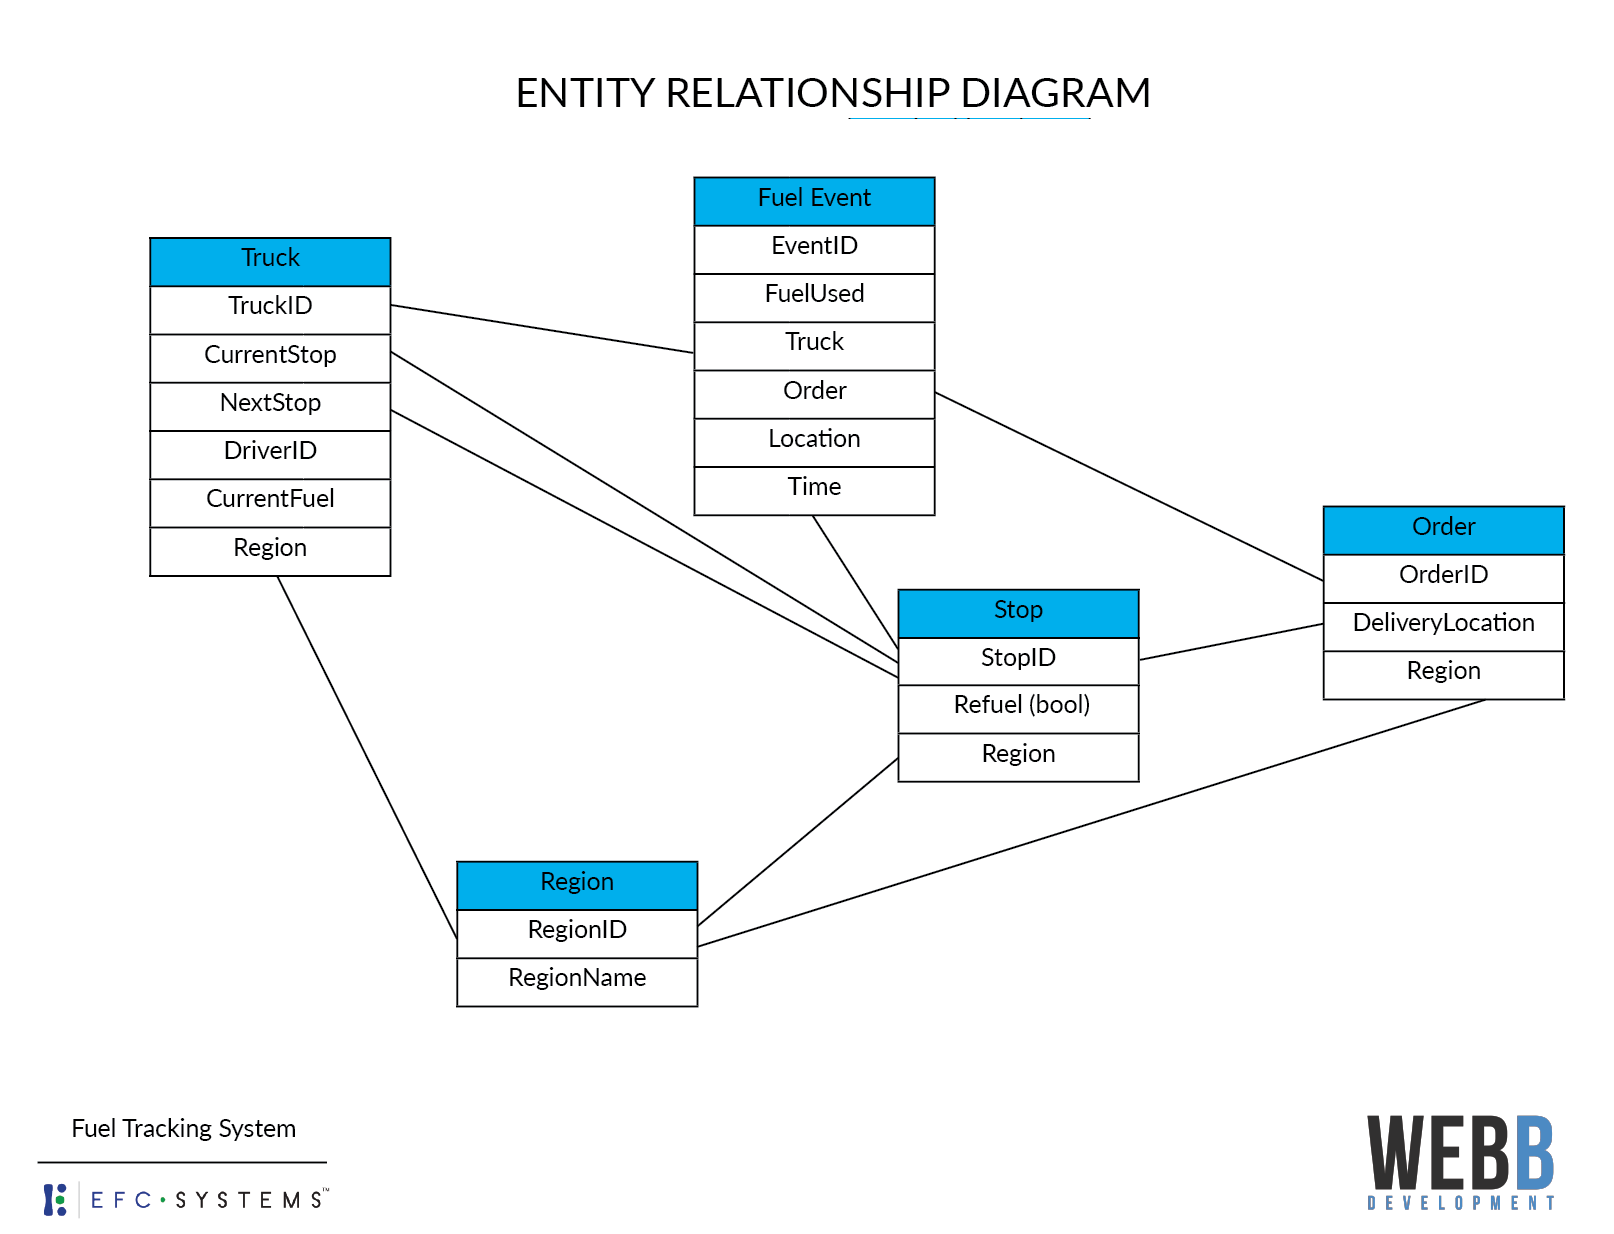 ENTITY RELATIONSHIP DIAGRAM
Fuel Event
EventID
FuelUsed
Truck
Order
Location
Time
Truck
TruckID
CurrentStop
NextStop
DriverID
CurrentFuel
Region
Order
OrderID
DeliveryLocation
Region
Stop
StopID
Refuel (bool)
Region
Region
RegionID
RegionName
Fuel Tracking System
EFC·SYSTEMS™
WEBB
DEVELOPMENT